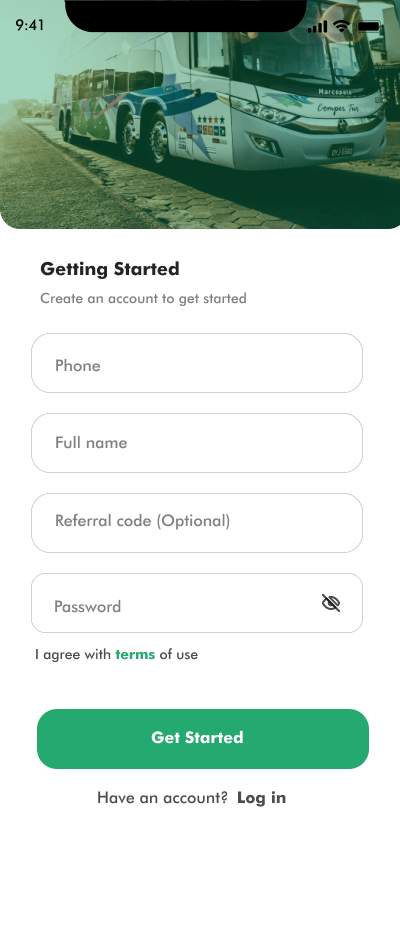 9:41
Marcopolo
Comper Tur
Getting Started
Create an account to get started
Phone
Full name
Referral code (Optional)
Password
I agree with terms of use
Get Started
Have an account? Log in